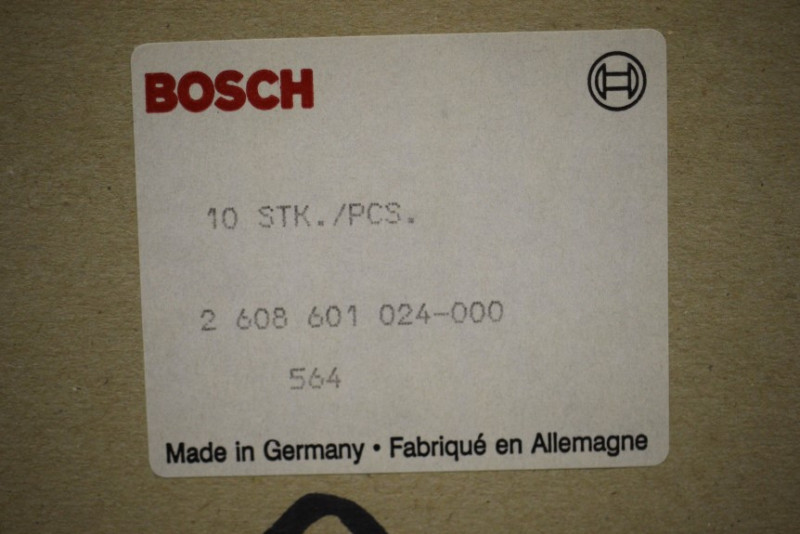 BOSCH
10 STK./PCS.
2 608 601 024-000
564
Made in Germany • Fabriqué en Allemagne